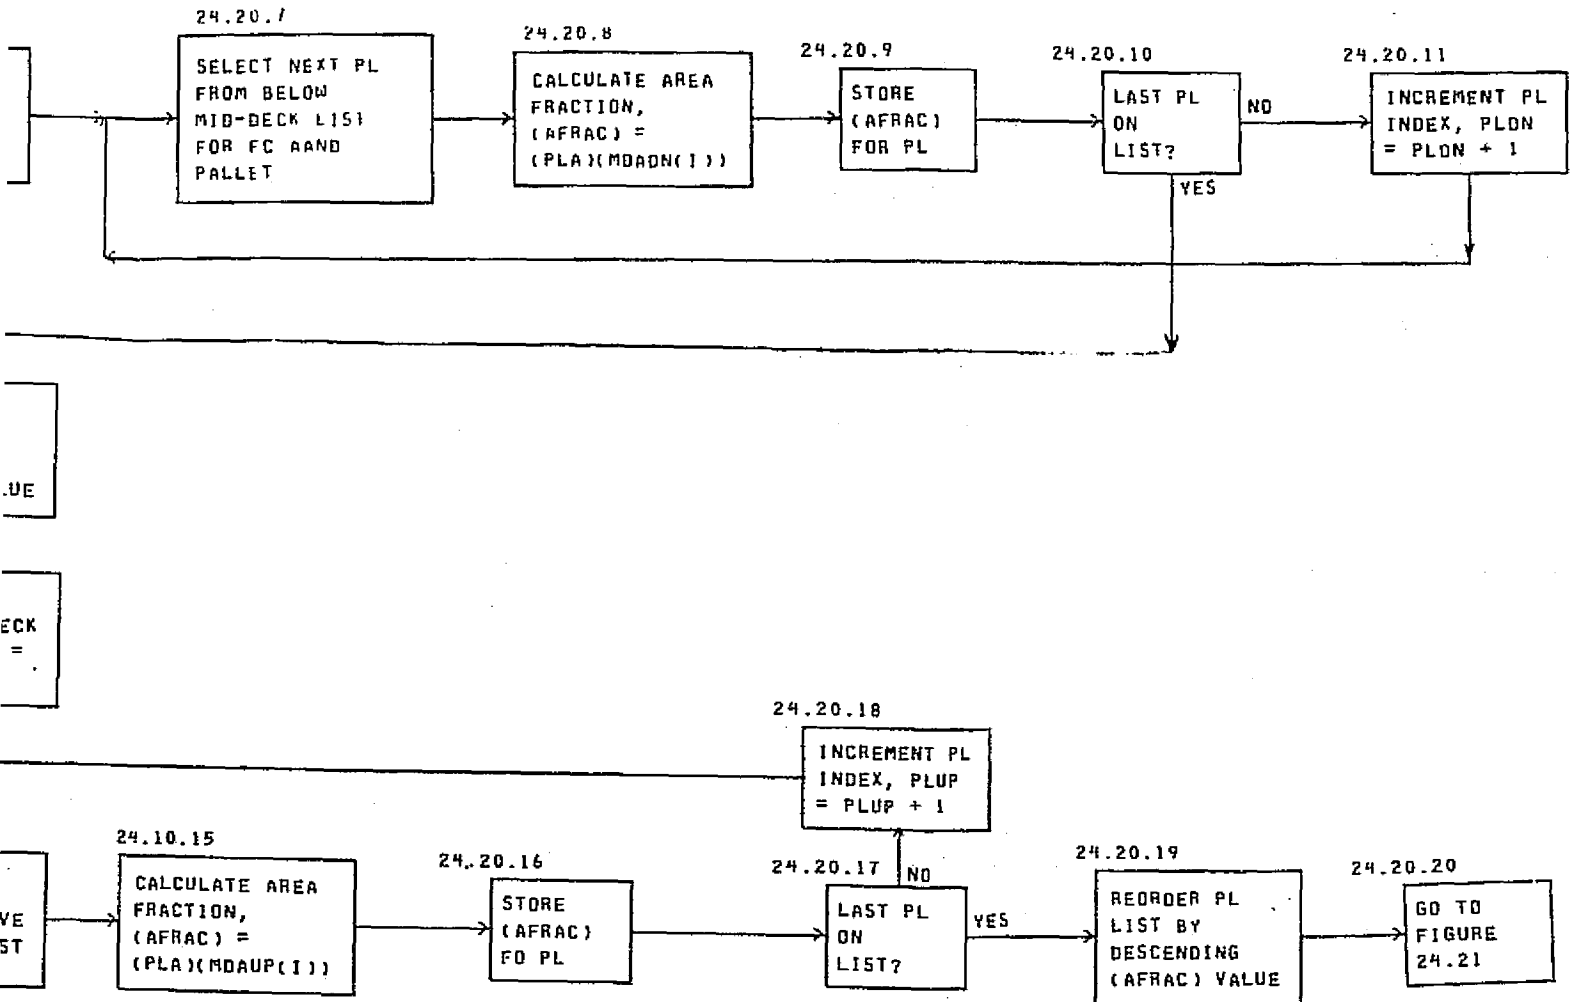 24.20.7
SELECT NEXT PL
FROM BELOW
MID-DECK LIST
FOR FC AAND
PALLET
24.20.8
CALCULATE AREA
FRACTION,
(AFRAC) =
(PLA)(MDADN(I))
24.20.9
STORE
(AFRAC)
FOR PL
24.20.10
LAST PL
ON
LIST?
NO
YES
24.20.11
INCREMENT PL
INDEX, PLDN
= PLDN + 1
LUE
ECK
=
24.20.18
INCREMENT PL
INDEX, PLUP
= PLUP + 1
VE
ST
24.10.15
CALCULATE AREA
FRACTION,
(AFRAC) =
(PLA)(MDAUP(I))
24.20.16
STORE
(AFRAC)
FO PL
24.20.17
NO
LAST PL
ON
LIST?
YES
24.20.19
REORDER PL
LIST BY
DESCENDING
(AFRAC) VALUE
24.20.20
GO TO
FIGURE
24.21